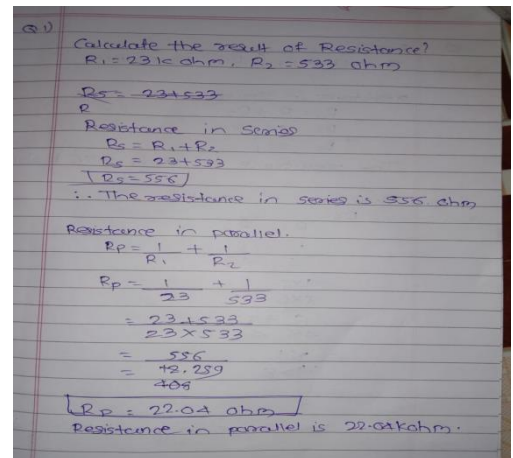 Q1)
Calculate the result of Resistance?
R1 = 23 k ohm, R2 = 533 ohm
Rs = 23+533
R
Resistance in series
Rs = R1+R2
Rs = 23+533
Rs = 556
∴ The resistance in series is 556 ohm
Resistance in parallel.
Rp = 1/R1 + 1/R2
Rp = 1/23 + 1/533
= 23+533 / 23×533
= 556 / 12,259
408
Rp = 22.04 ohm
Resistance in parallel is 22.04kohm.